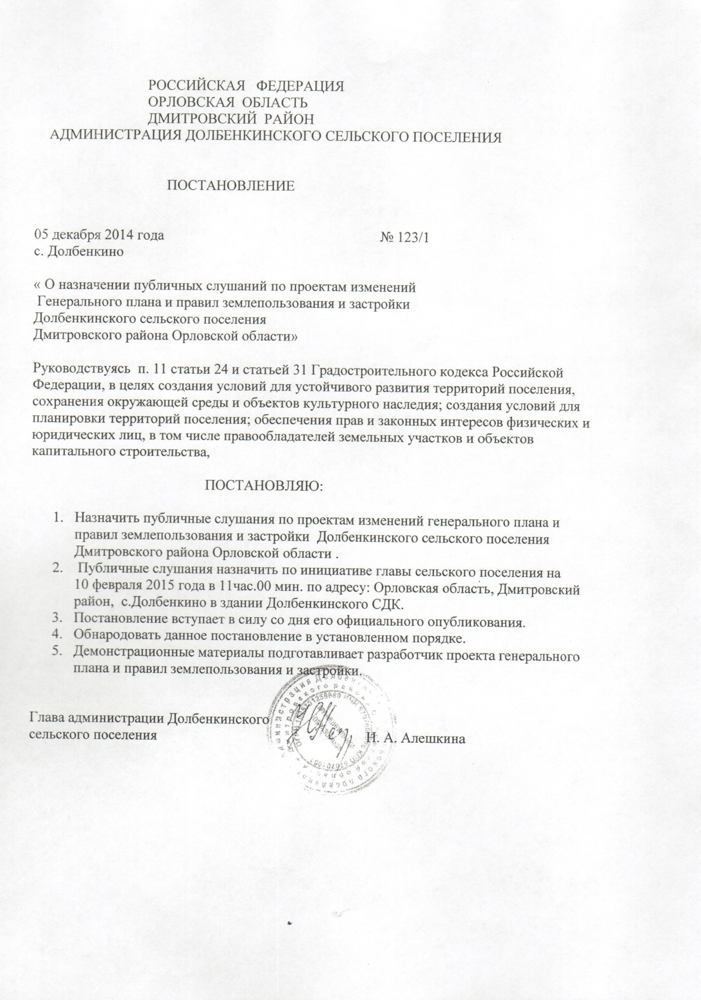 РОССИЙСКАЯ ФЕДЕРАЦИЯ
ОРЛОВСКАЯ ОБЛАСТЬ
ДМИТРОВСКИЙ РАЙОН
АДМИНИСТРАЦИЯ ДОЛБЕНКИНСКОГО СЕЛЬСКОГО ПОСЕЛЕНИЯ
ПОСТАНОВЛЕНИЕ
05 декабря 2014 года № 123/1
с. Долбенкино
« О назначении публичных слушаний по проектам изменений
Генерального плана и правил землепользования и застройки
Долбенкинского сельского поселения
Дмитровского района Орловской области»
Руководствуясь п. 11 статьи 24 и статьей 31 Градостроительного кодекса Российской
Федерации, в целях создания условий для устойчивого развития территорий поселения,
сохранения окружающей среды и объектов культурного наследия; создания условий для
планировки территорий поселения; обеспечения прав и законных интересов физических и
юридических лиц, в том числе правообладателей земельных участков и объектов
капитального строительства,
ПОСТАНОВЛЯЮ:
1. Назначить публичные слушания по проектам изменений генерального плана и
правил землепользования и застройки Долбенкинского сельского поселения
Дмитровского района Орловской области .
2. Публичные слушания назначить по инициативе главы сельского поселения на
10 февраля 2015 года в 11час.00 мин. по адресу: Орловская область, Дмитровский
район, с.Долбенкино в здании Долбенкинского СДК.
3. Постановление вступает в силу со дня его официального опубликования.
4. Обнародовать данное постановление в установленном порядке.
5. Демонстрационные материалы подготавливает разработчик проекта генерального
плана и правил землепользования и застройки.
Глава администрации Долбенкинского
сельского поселения Н. А. Алешкина